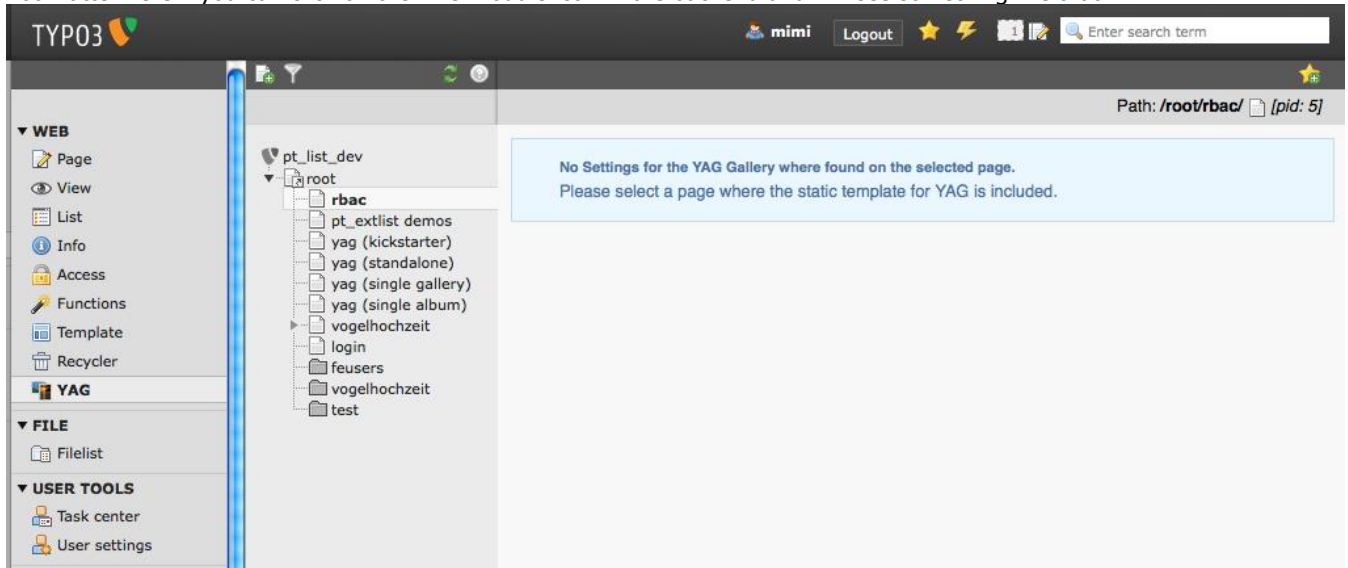 TYPO3
mimi
Logout
1
Enter search term
Path: /root/rbac/ [pid: 5]
WEB
Page
View
List
Info
Access
Functions
Template
Recycler
YAG
FILE
Filelist
USER TOOLS
Task center
User settings
pt_list_dev
root
rbac
pt_extlist demos
yag (kickstarter)
yag (standalone)
yag (single gallery)
yag (single album)
vogelhochzeit
login
feusers
vogelhochzeit
test
No Settings for the YAG Gallery where found on the selected page.
Please select a page where the static template for YAG is included.